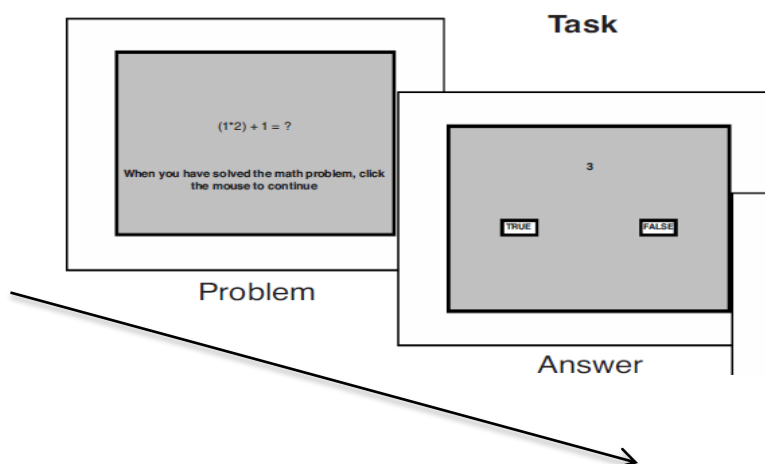 Task
(1*2) + 1 = ?
When you have solved the math problem, click
the mouse to continue
Problem
3
TRUE
FALSE
Answer